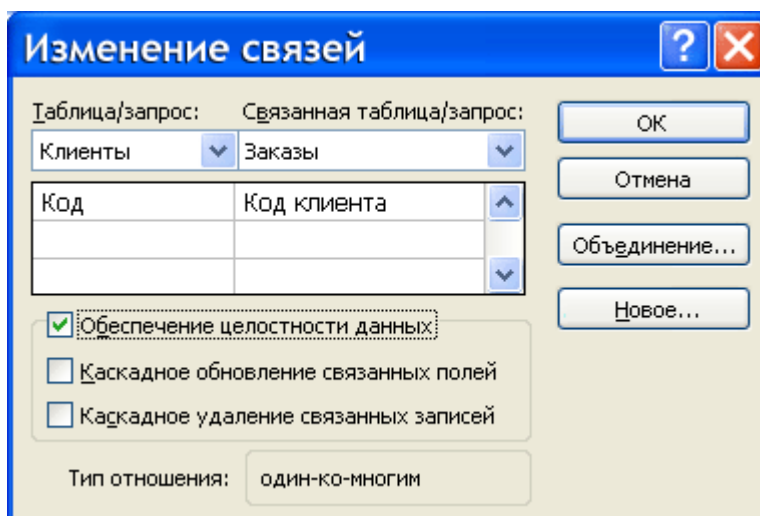 Изменение связей
Таблица/запрос: Связанная таблица/запрос:
Клиенты Заказы
Код Код клиента
ОК
Отмена
Объединение...
Новое...
Обеспечение целостности данных
Каскадное обновление связанных полей
Каскадное удаление связанных записей
Тип отношения: один-ко-многим